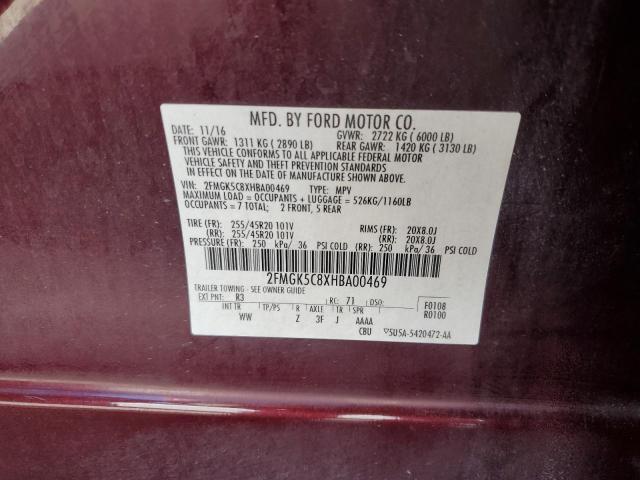 MFD. BY FORD MOTOR CO.
DATE: 11/16 GVWR: 2722 KG ( 6000 LB)
FRONT GAWR: 1311 KG ( 2890 LB) REAR GAWR: 1420 KG ( 3130 LB)
THIS VEHICLE CONFORMS TO ALL APPLICABLE FEDERAL MOTOR
VEHICLE SAFETY AND THEFT PREVENTION STANDARDS
IN EFFECT ON THE DATE OF MANUFACTURE SHOWN ABOVE.
VIN: 2FMGK5C8XHBA00469 TYPE: MPV
MAXIMUM LOAD = OCCUPANTS + LUGGAGE = 526KG/1160LB
OCCUPANTS = 7 TOTAL; 2 FRONT, 5 REAR
TIRE (FR): 255/45R20 101V RIMS (FR): 20X8.0J
(RR): 255/45R20 101V (RR): 20X8.0J
PRESSURE (FR): 250 kPa/ 36 PSI COLD (RR): 250 kPa/ 36 PSI COLD
2FMGK5C8XHBA00469
TRAILER TOWING - SEE OWNER GUIDE
EXT PNT: R3 RC: 71 DSO: F0108
INT TR TP/PS R AXLE TR SPR R0100
WW Z 3F J AAAA
CBU 5U5A-5420472-AA